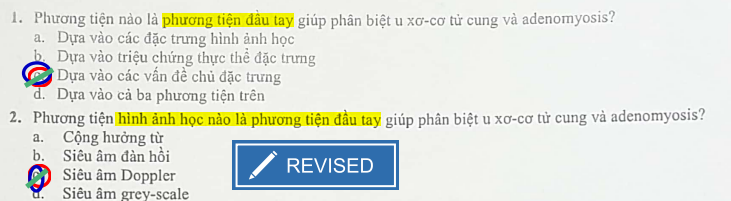 1. Phương tiện nào là phương tiện đầu tay giúp phân biệt u xơ-cơ tử cung và adenomyosis?
a. Dựa vào các đặc trưng hình ảnh học
b. Dựa vào triệu chứng thực thể đặc trưng
Dựa vào các vấn đề chủ đặc trưng
d. Dựa vào cả ba phương tiện trên
2. Phương tiện hình ảnh học nào là phương tiện đầu tay giúp phân biệt u xơ-cơ tử cung và adenomyosis?
a. Cộng hưởng từ
b. Siêu âm đàn hồi
Siêu âm Doppler
d. Siêu âm grey-scale
REVISED